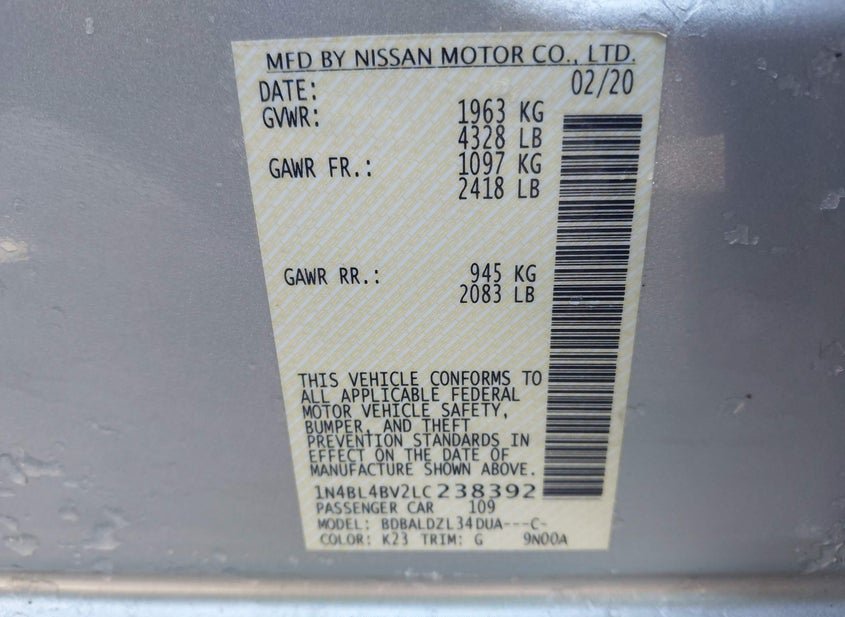 MFD BY NISSAN MOTOR CO., LTD.
DATE: 02/20
GVWR: 1963 KG
4328 LB
GAWR FR.: 1097 KG
2418 LB
GAWR RR.: 945 KG
2083 LB
THIS VEHICLE CONFORMS TO
ALL APPLICABLE FEDERAL
MOTOR VEHICLE SAFETY,
BUMPER, AND THEFT
PREVENTION STANDARDS IN
EFFECT ON THE DATE OF
MANUFACTURE SHOWN ABOVE.
1N4BL4BV2LC238392
PASSENGER CAR 109
MODEL: BDBALDZL34DUA---C-
COLOR: K23 TRIM: G 9N00A